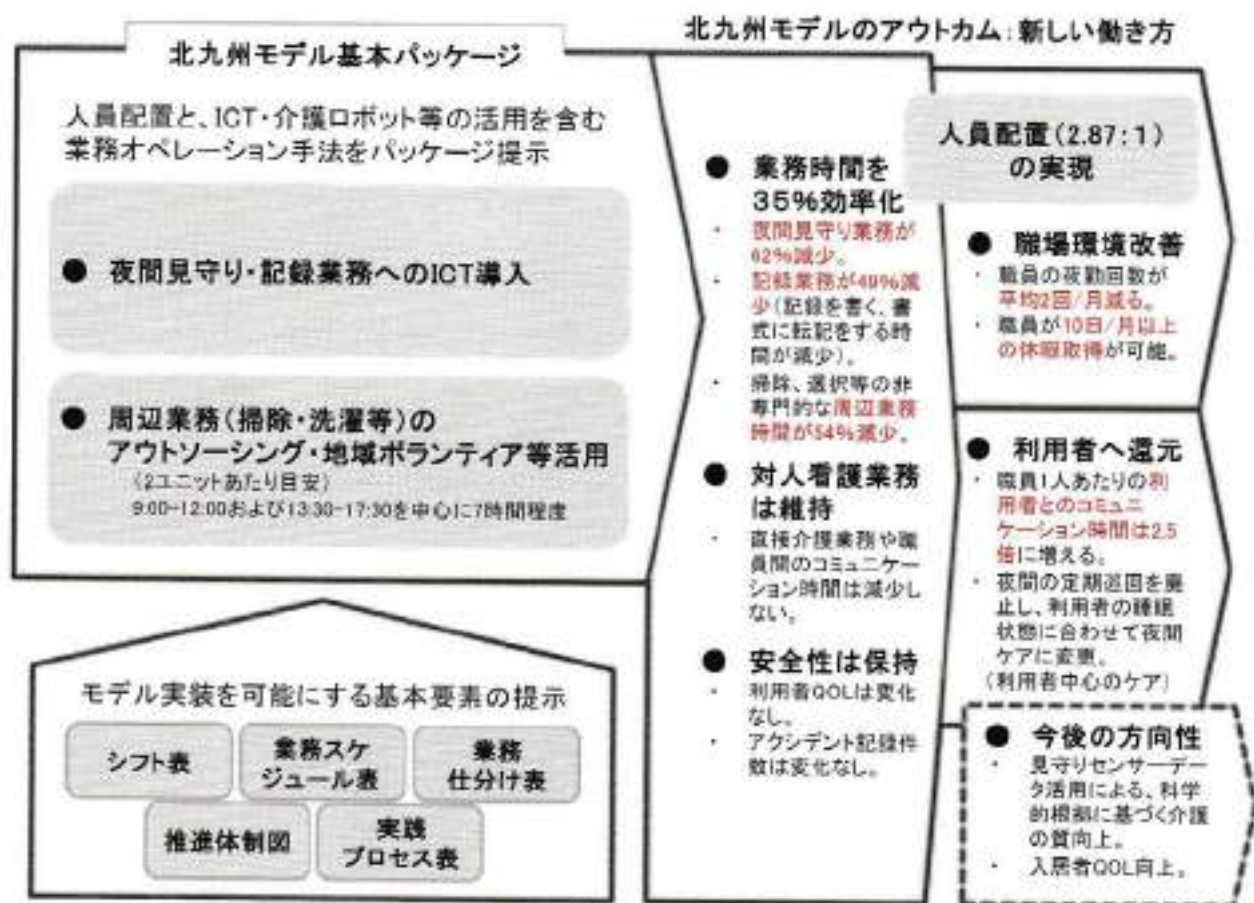 北九州モデル基本パッケージ
人員配置と、ICT・介護ロボット等の活用を含む
業務オペレーション手法をパッケージ提示
● 夜間見守り・記録業務へのICT導入
● 周辺業務(掃除・洗濯等)の
アウトソーシング・地域ボランティア等活用
(2ユニットあたり目安)
9:00-12:00および13:30-17:30を中心に7時間程度
モデル実装を可能にする基本要素の提示
シフト表
業務スケ
ジュール表
業務
仕分け表
推進体制図
実践
プロセス表
北九州モデルのアウトカム:新しい働き方
● 業務時間を
35%効率化
・ 夜間見守り業務が
62%減少。
・ 記録業務が49%減
少(記録を書く、書
式に転記をする時
間が減少)。
・ 掃除、選択等の非
専門的な周辺業務
時間が54%減少。
● 対人看護業務
は維持
・ 直接介護業務や職
員間のコミュニケー
ション時間は減少し
ない。
● 安全性は保持
・ 利用者QOLは変化
なし。
・ アクシデント記録件
数は変化なし。
人員配置(2.87:1)
の実現
● 職場環境改善
・ 職員の夜勤回数が
平均2回/月減る。
・ 職員が10日/月以上
の休暇取得が可能。
● 利用者へ還元
・ 職員1人あたりの利
用者とのコミュニ
ケーション時間は2.5
倍に増える。
・ 夜間の定期巡回を廃
止し、利用者の睡眠
状態に合わせて夜間
ケアに変更。
(利用者中心のケア)
● 今後の方向性
・ 見守りセンサーデー
タ活用による、科学
的根拠に基づく介護
の質向上。
・ 入居者QOL向上。